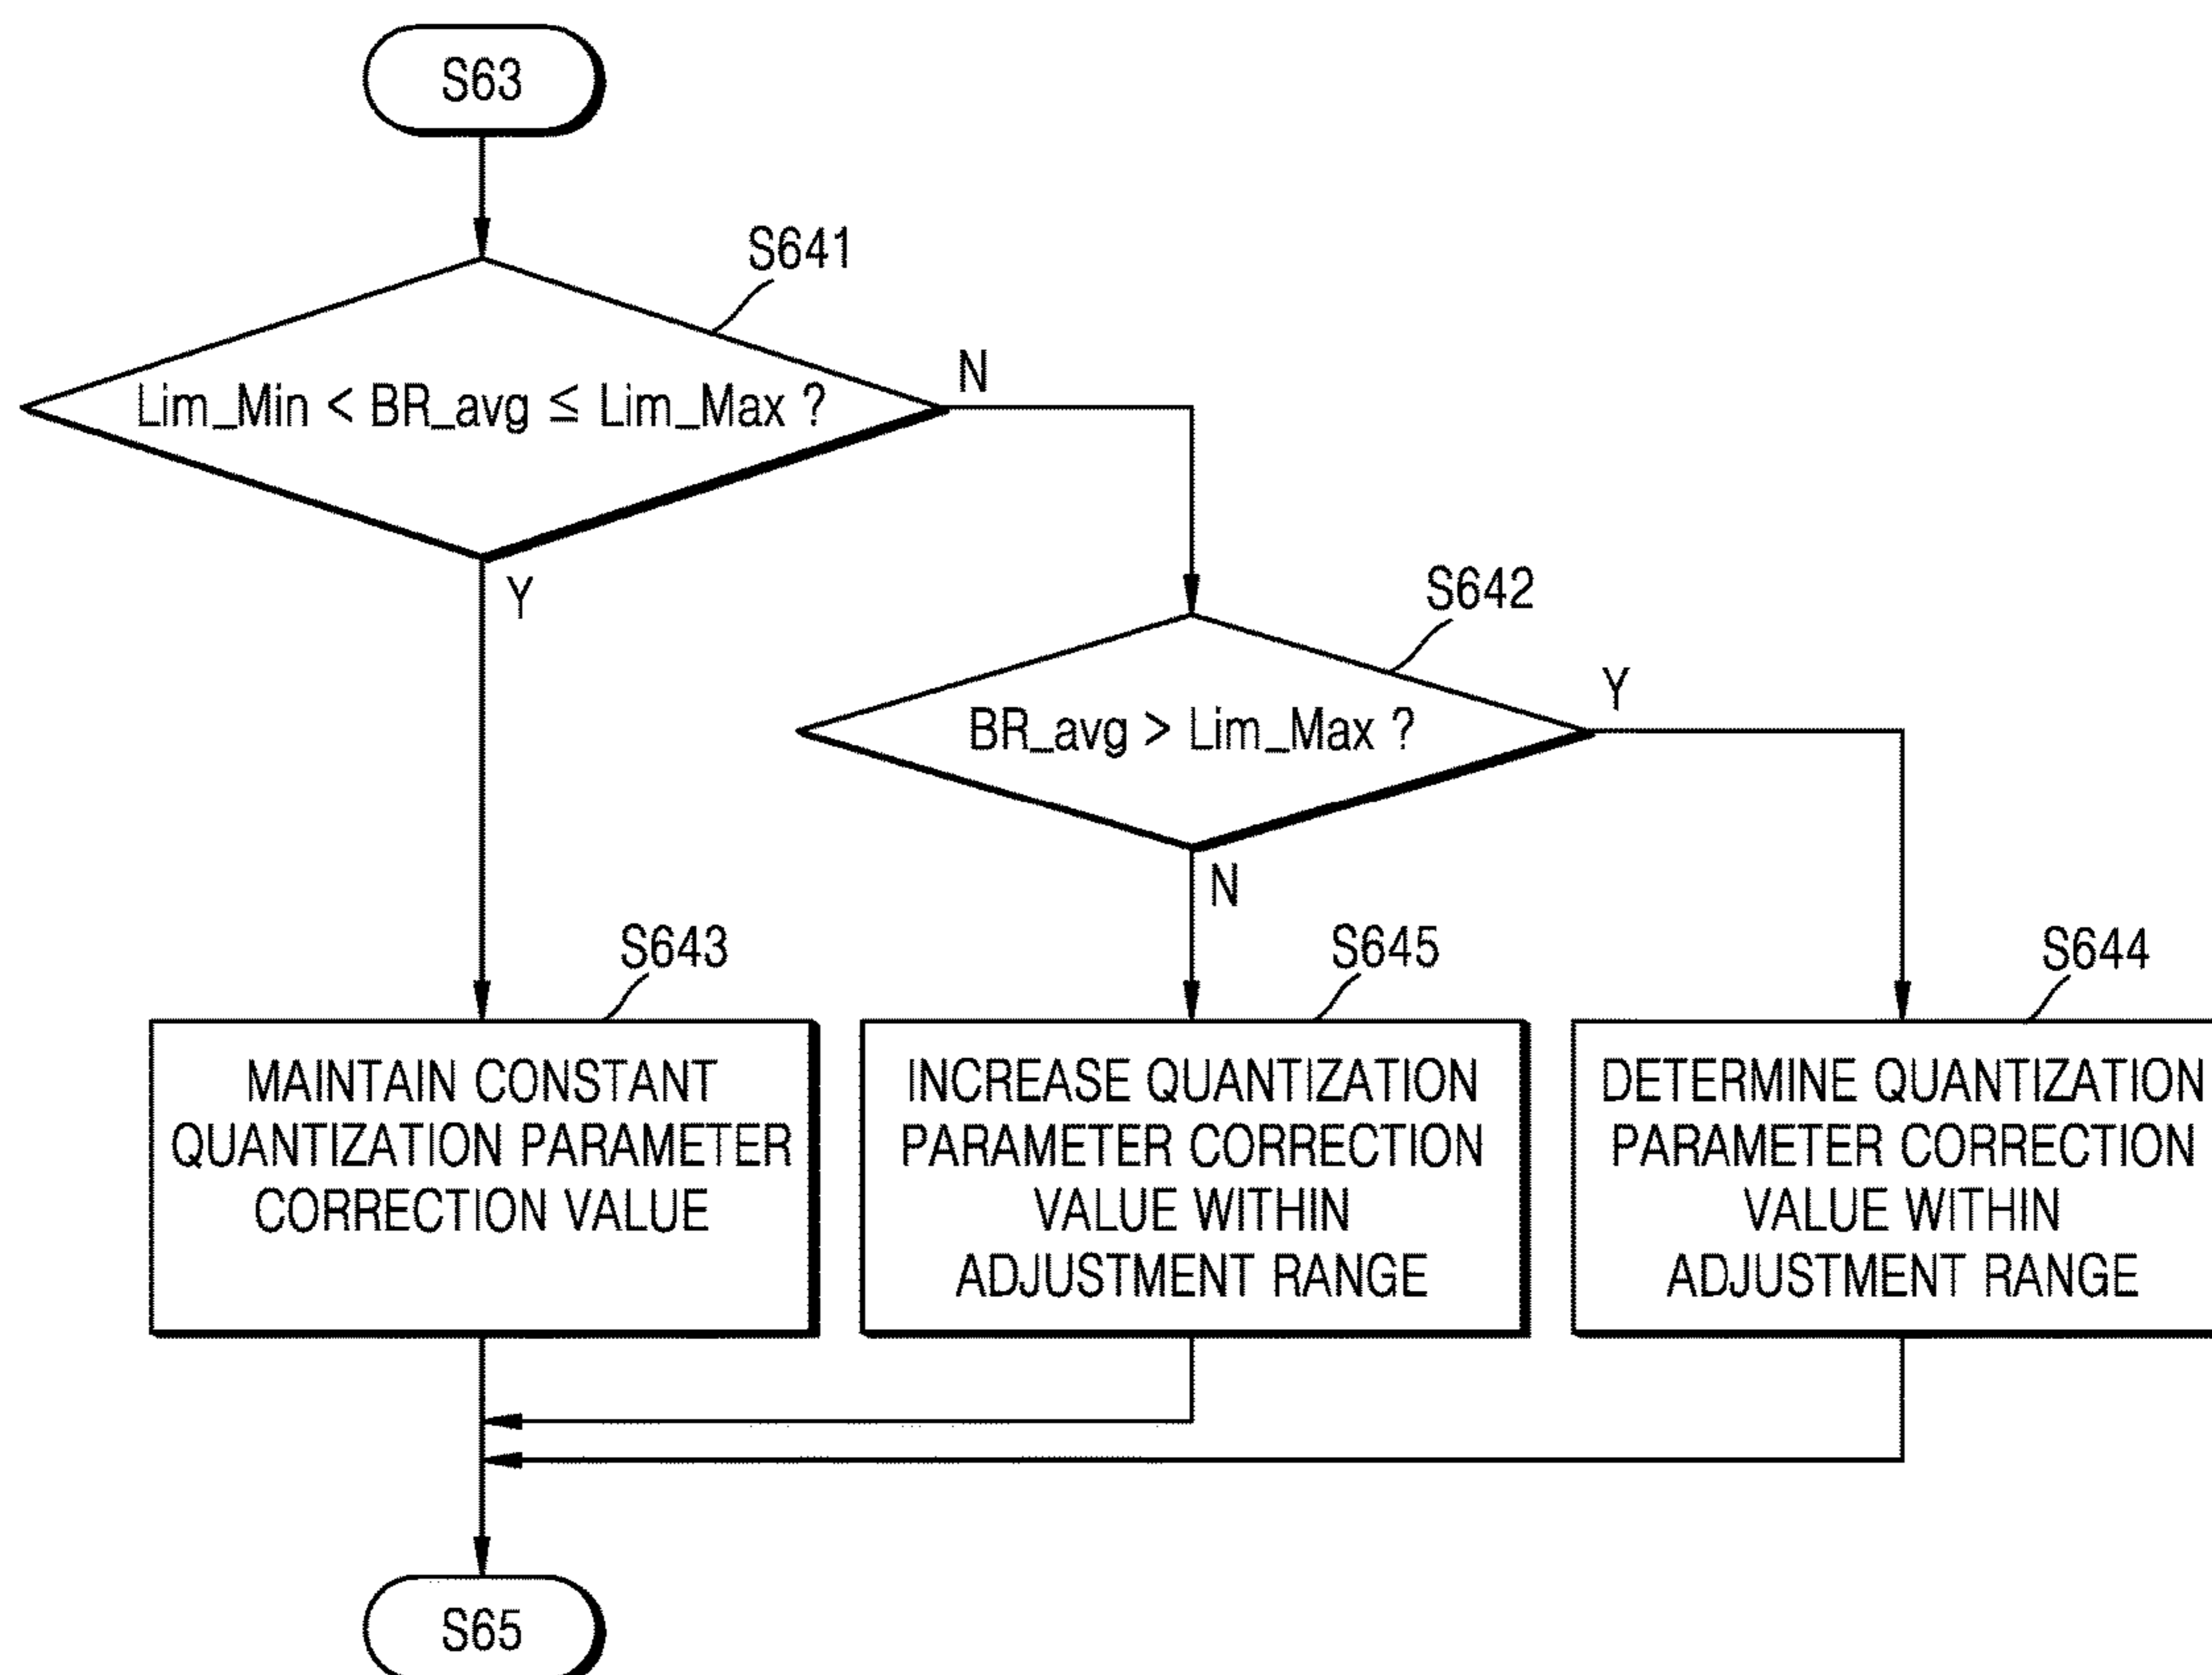 S63
S641
Lim_Min < BR_avg ≤ Lim_Max ?
N
Y
S642
BR_avg > Lim_Max ?
Y
N
S643
MAINTAIN CONSTANT
QUANTIZATION PARAMETER
CORRECTION VALUE
S645
INCREASE QUANTIZATION
PARAMETER CORRECTION
VALUE WITHIN
ADJUSTMENT RANGE
S644
DETERMINE QUANTIZATION
PARAMETER CORRECTION
VALUE WITHIN
ADJUSTMENT RANGE
S65